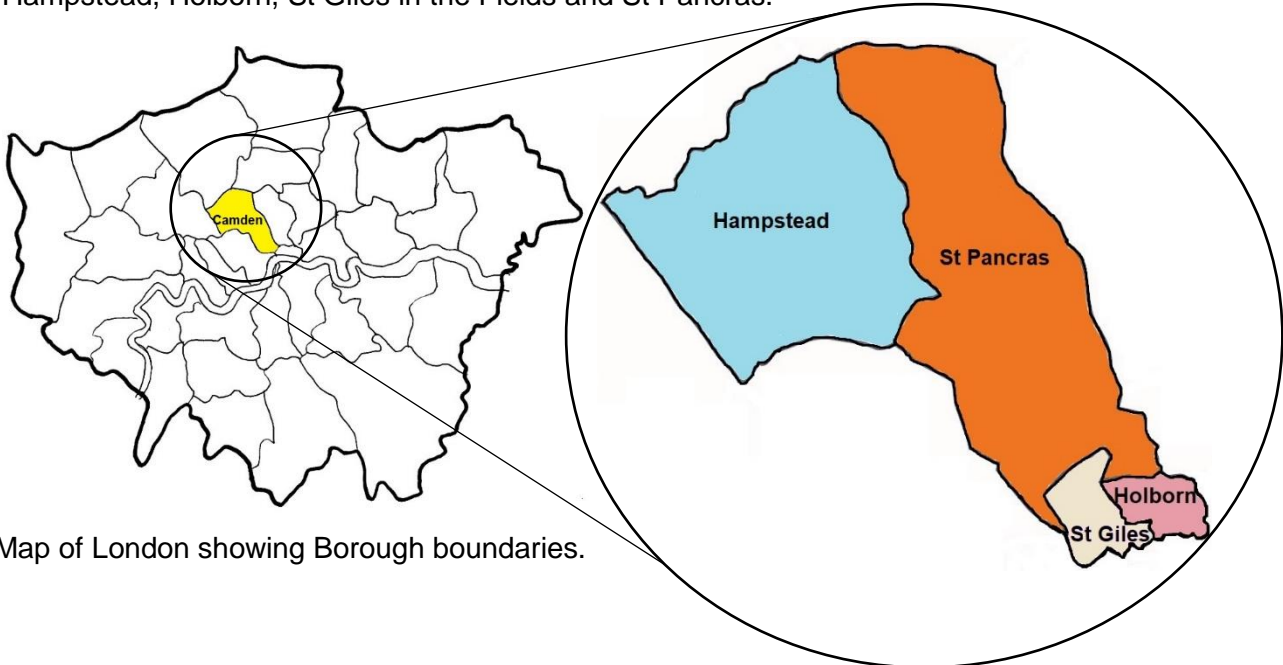 Hampstead, Holborn, St Giles in the Fields and St Pancras.
Camden
Hampstead
St Pancras
Holborn
St Giles
Map of London showing Borough boundaries.